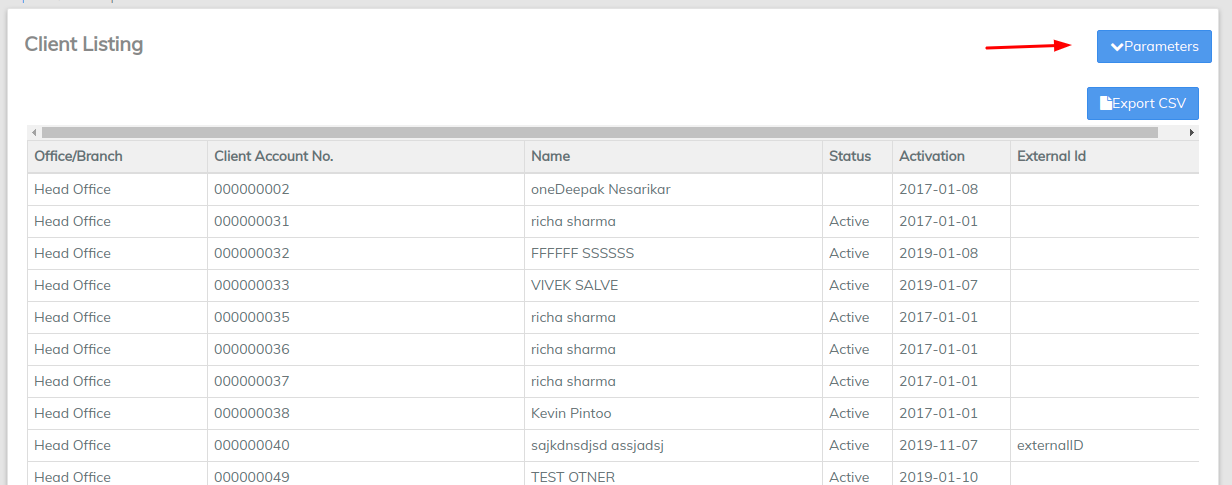 Client Listing
Parameters
Export CSV
Office/Branch Client Account No. Name Status Activation External Id
Head Office 000000002 oneDeepak Nesarikar 2017-01-08
Head Office 000000031 richa sharma Active 2017-01-01
Head Office 000000032 FFFFFF SSSSSS Active 2019-01-08
Head Office 000000033 VIVEK SALVE Active 2019-01-07
Head Office 000000035 richa sharma Active 2017-01-01
Head Office 000000036 richa sharma Active 2017-01-01
Head Office 000000037 richa sharma Active 2017-01-01
Head Office 000000038 Kevin Pintoo Active 2017-01-01
Head Office 000000040 sajkdnsdjsd assjadsj Active 2019-11-07 externalID
Head Office 000000049 TEST OTNER Active 2019-01-10